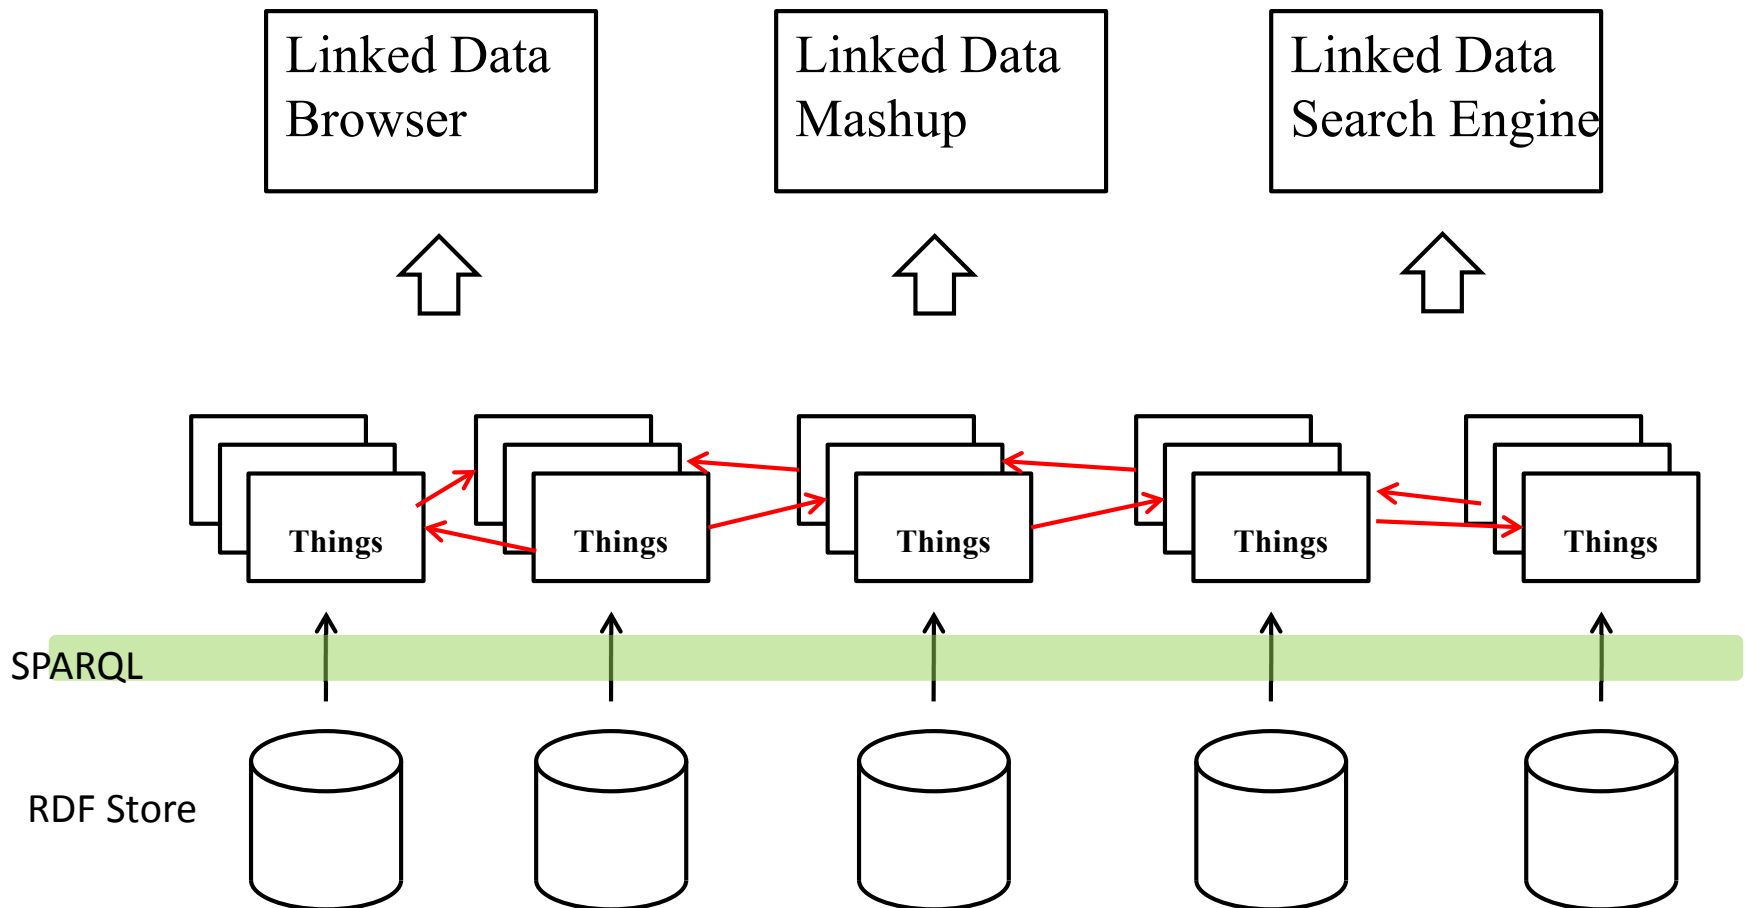 Linked Data
Browser
Linked Data
Mashup
Linked Data
Search Engine
Things
Things
Things
Things
Things
SPARQL
RDF Store